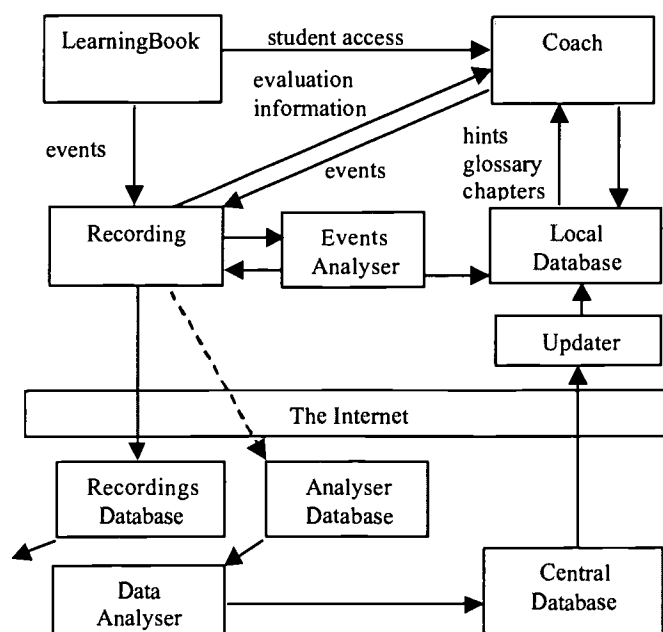 LearningBook
student access
Coach
evaluation
information
events
events
hints
glossary
chapters
Recording
Events
Analyser
Local
Database
Updater
The Internet
Recordings
Database
Analyser
Database
Data
Analyser
Central
Database